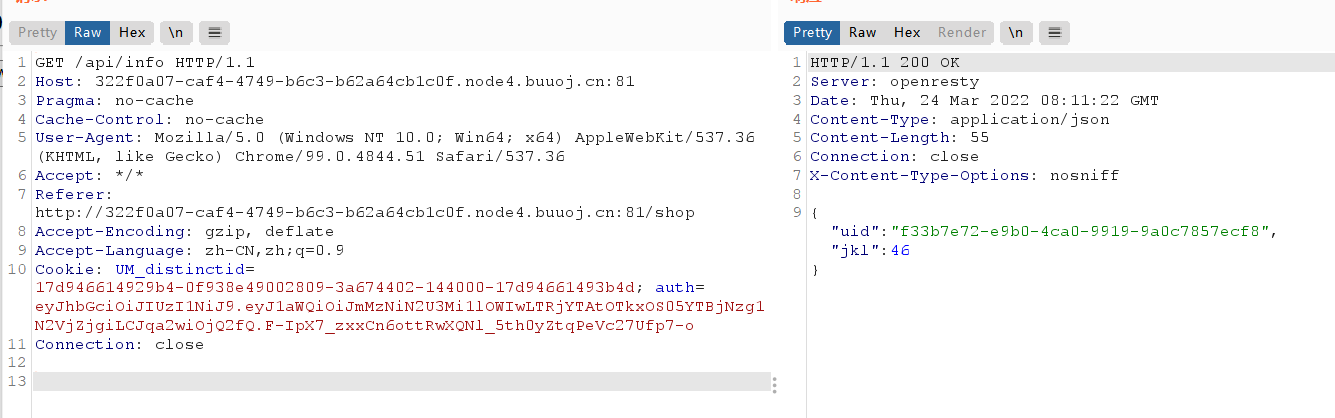 Pretty Raw Hex \n
1 GET /api/info HTTP/1.1
2 Host: 322f0a07-caf4-4749-b6c3-b62a64cb1c0f.node4.buuoj.cn:81
3 Pragma: no-cache
4 Cache-Control: no-cache
5 User-Agent: Mozilla/5.0 (Windows NT 10.0; Win64; x64) AppleWebKit/537.36
(KHTML, like Gecko) Chrome/99.0.4844.51 Safari/537.36
6 Accept: */*
7 Referer:
http://322f0a07-caf4-4749-b6c3-b62a64cb1c0f.node4.buuoj.cn:81/shop
8 Accept-Encoding: gzip, deflate
9 Accept-Language: zh-CN,zh;q=0.9
10 Cookie: UM_distinctid=
17d946614929b4-0f938e49002809-3a674402-144000-17d94661493b4d; auth=
eyJhbGciOiJIUzI1NiJ9.eyJ1aWQiOiJmMzNiN2U3Mi1lOWIwLTRjYTAtOTkxOS05YTBjNzg1
N2VjZjgiLCJqa2wiOjQ2fQ.F-IpX7_zxxCn6ottRwXQNl_5th0yZtqPeVc27Ufp7-o
11 Connection: close
12
13
Pretty Raw Hex Render \n
1 HTTP/1.1 200 OK
2 Server: openresty
3 Date: Thu, 24 Mar 2022 08:11:22 GMT
4 Content-Type: application/json
5 Content-Length: 55
6 Connection: close
7 X-Content-Type-Options: nosniff
8
9 {
"uid":"f33b7e72-e9b0-4ca0-9919-9a0c7857ecf8",
"jkl":46
}